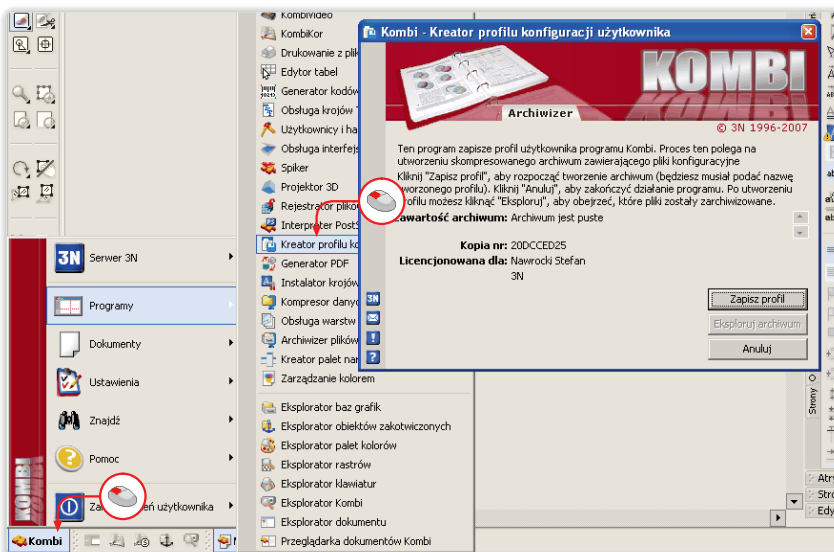 KombiVideo
KombiKor
Drukowanie z plik
Edytor tabel
Generator kodów
Obsługa krojów
Użytkownicy i ha
Obsługa interfejs
Spiker
Projektor 3D
Rejestrator plików
Interpreter PostS
Kreator profilu ko
Generator PDF
Instalator krojów
Kompresor danyc
Obsługa warstw
Archiwizer plików
Kreator palet nar
Zarządzanie kolorem
Eksplorator baz grafik
Eksplorator obiektów zakotwiczonych
Eksplorator palet kolorów
Eksplorator rastrów
Eksplorator klawiatur
Eksplorator Kombi
Eksplorator dokumentu
Przeglądarka dokumentów Kombi
Kombi - Kreator profilu konfiguracji użytkownika
KOMBI
Archiwizer
© 3N 1996-2007
Ten program zapisze profil użytkownika programu Kombi. Proces ten polega na
utworzeniu skompresowanego archiwum zawierającego pliki konfiguracyjne
Kliknij "Zapisz profil", aby rozpocząć tworzenie archiwum (będziesz musiał podać nazwę
tworzonego profilu). Kliknij "Anuluj", aby zakończyć działanie programu. Po utworzeniu
profilu możesz kliknąć "Eksploruj", aby obejrzeć, które pliki zostały zarchiwizowane.
Zawartość archiwum: Archiwum jest puste
Kopia nr: 20DCCED25
Licencjonowana dla: Nawrocki Stefan
3N
3N
Zapisz profil
Eksploruj archiwum
Anuluj
3N Serwer 3N
Programy
Dokumenty
Ustawienia
Znajdź
Pomoc
użytkownika
KOMBI
Kombi
Strony
Atry
Stro
Edy